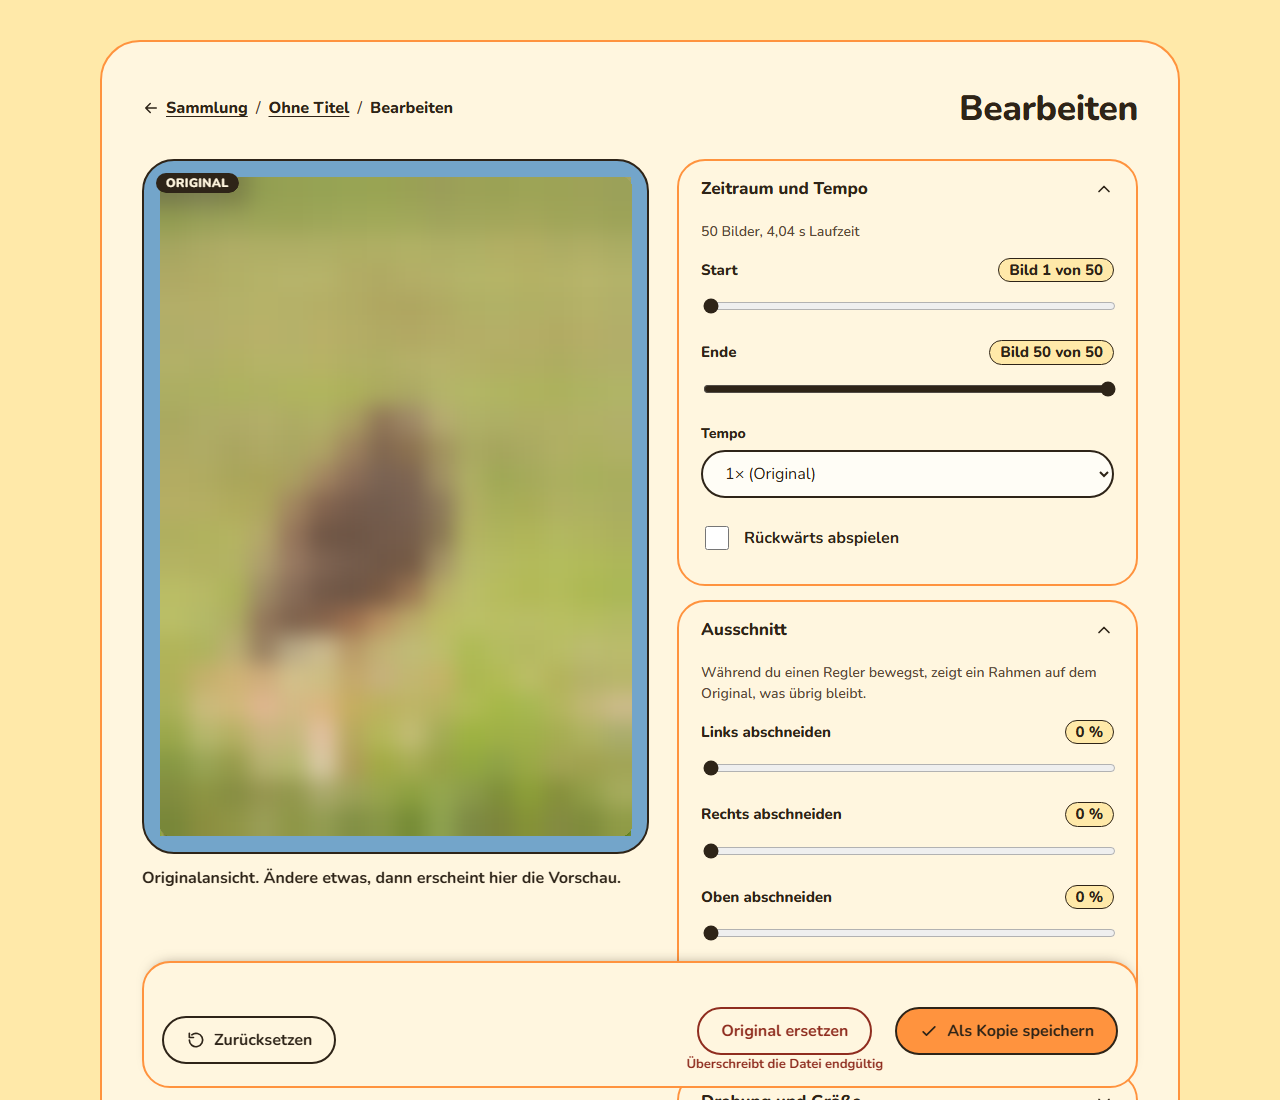 Sammlung / Ohne Titel / Bearbeiten
Bearbeiten
ORIGINAL
Originalansicht. Ändere etwas, dann erscheint hier die Vorschau.
Zeitraum und Tempo
50 Bilder, 4,04 s Laufzeit
Start
Bild 1 von 50
Ende
Bild 50 von 50
Tempo
1× (Original)
Rückwärts abspielen
Ausschnitt
Während du einen Regler bewegst, zeigt ein Rahmen auf dem
Original, was übrig bleibt.
Links abschneiden
0 %
Rechts abschneiden
0 %
Oben abschneiden
0 %
Zurücksetzen
Original ersetzen
Überschreibt die Datei endgültig
Als Kopie speichern
Drehung und Größe